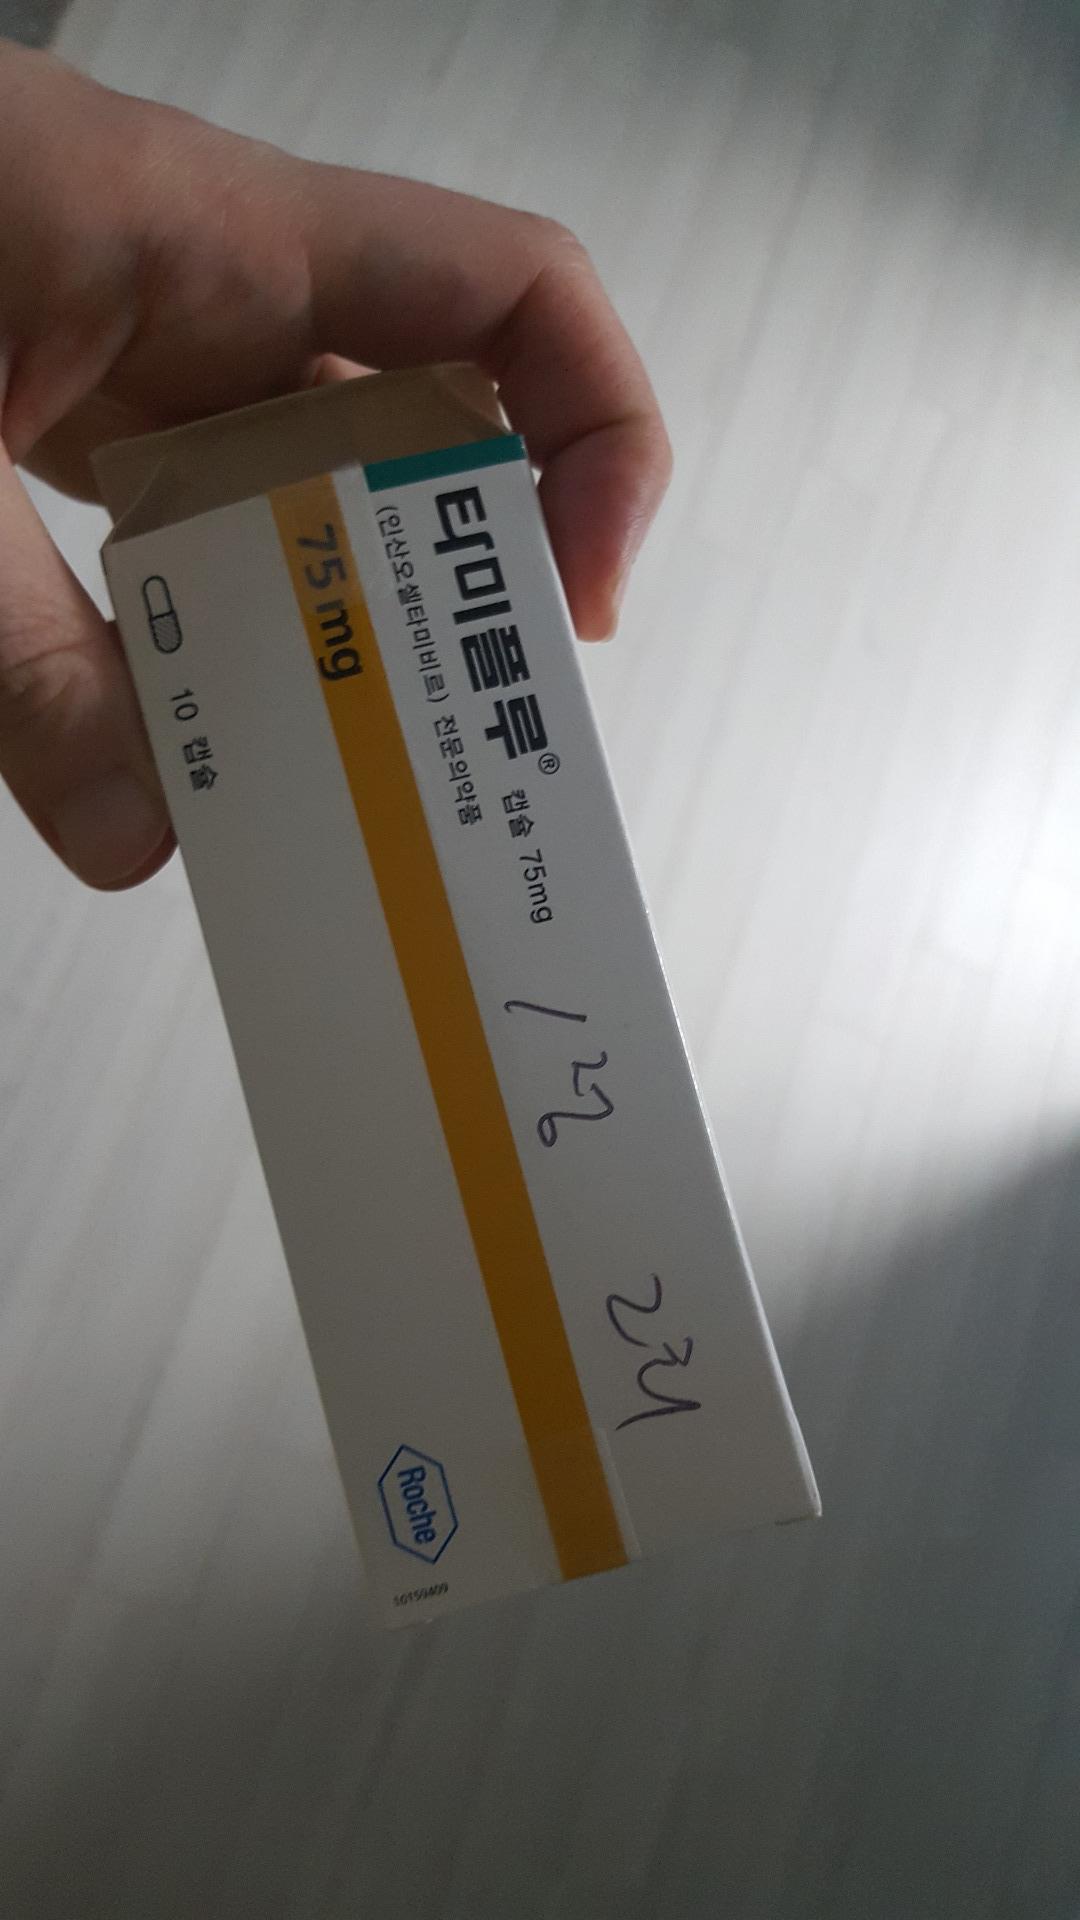 타미플루® 캡슐 75mg
(인산오셀타미비르) 전문의약품
75 mg
10 캡슐
1일 2회
Roche
10159409